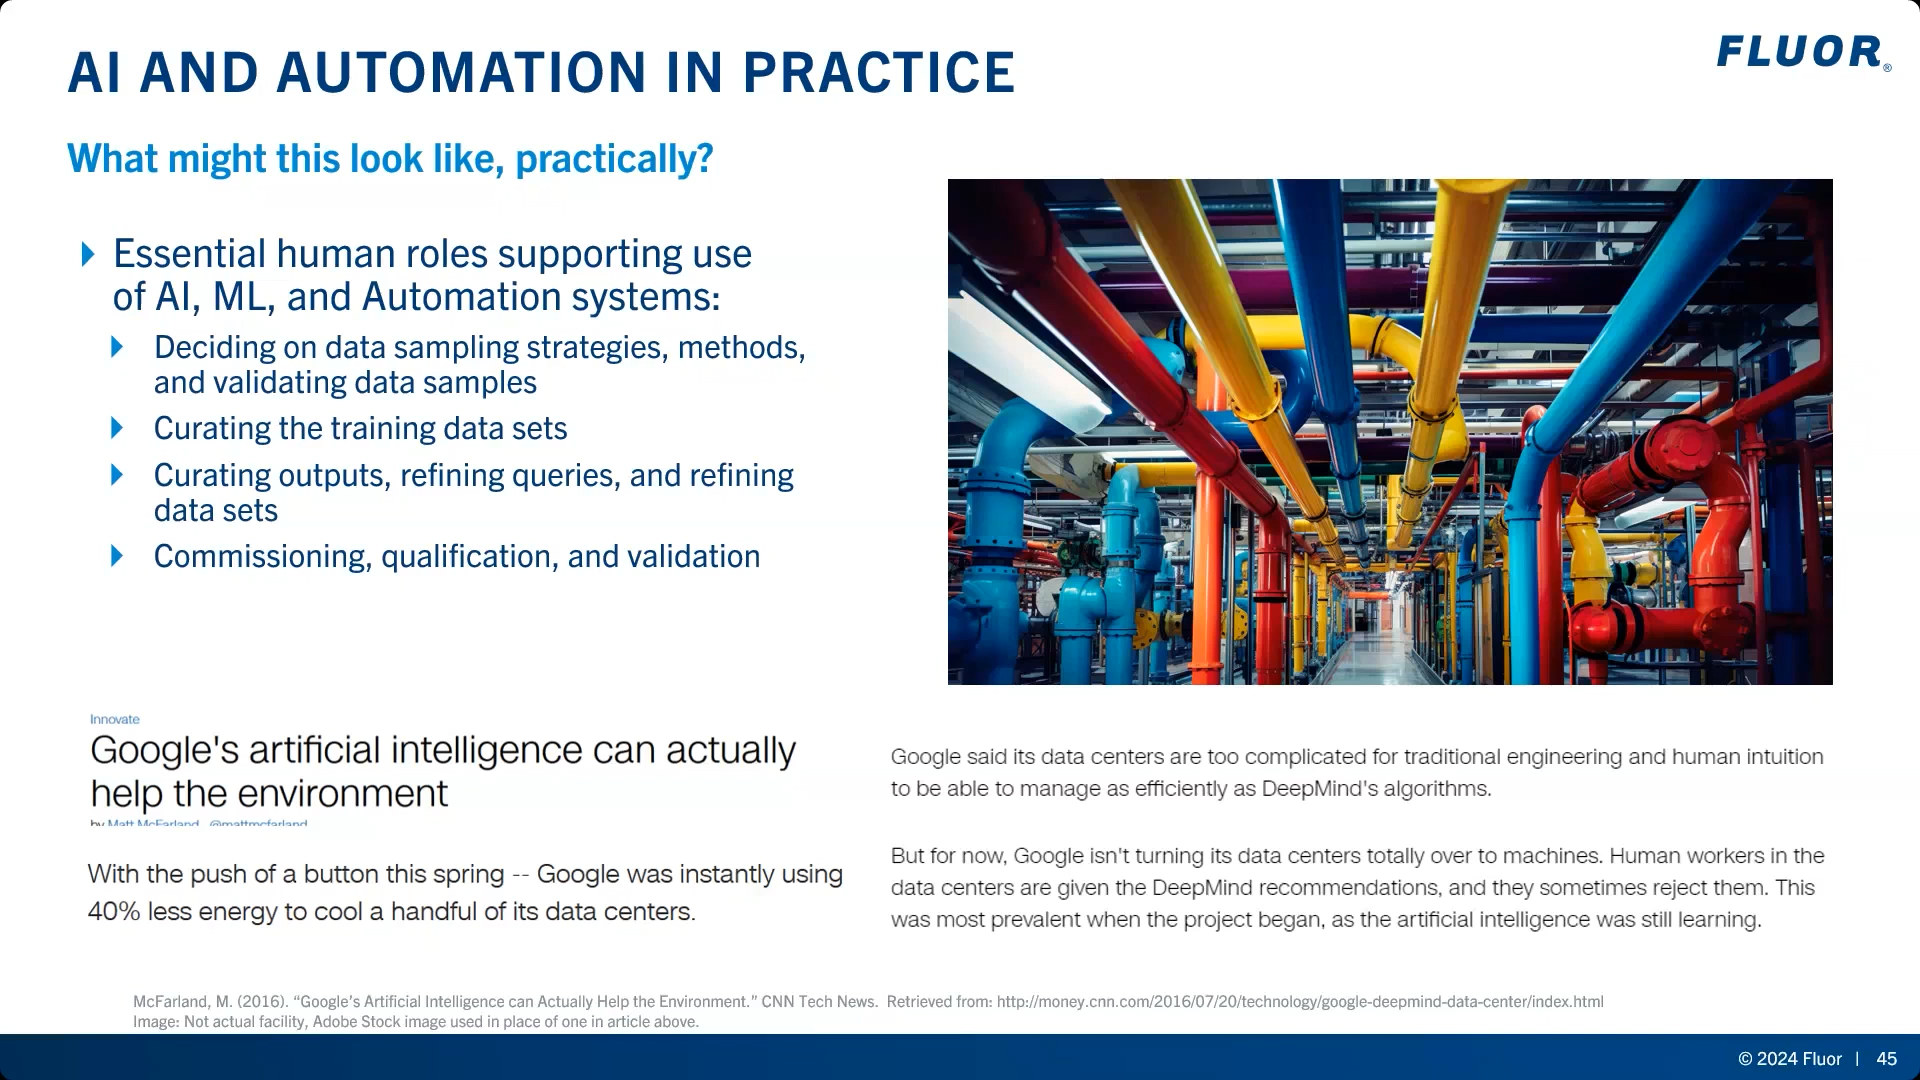 AI AND AUTOMATION IN PRACTICE
FLUOR®
What might this look like, practically?
Essential human roles supporting use
of AI, ML, and Automation systems:
Deciding on data sampling strategies, methods,
and validating data samples
Curating the training data sets
Curating outputs, refining queries, and refining
data sets
Commissioning, qualification, and validation
Innovate
Google's artificial intelligence can actually
help the environment
by Matt McFarland @mattmcfarland
With the push of a button this spring -- Google was instantly using
40% less energy to cool a handful of its data centers.
Google said its data centers are too complicated for traditional engineering and human intuition
to be able to manage as efficiently as DeepMind's algorithms.
But for now, Google isn't turning its data centers totally over to machines. Human workers in the
data centers are given the DeepMind recommendations, and they sometimes reject them. This
was most prevalent when the project began, as the artificial intelligence was still learning.
McFarland, M. (2016). “Google’s Artificial Intelligence can Actually Help the Environment.” CNN Tech News. Retrieved from: http://money.cnn.com/2016/07/20/technology/google-deepmind-data-center/index.html
Image: Not actual facility, Adobe Stock image used in place of one in article above.
© 2024 Fluor | 45